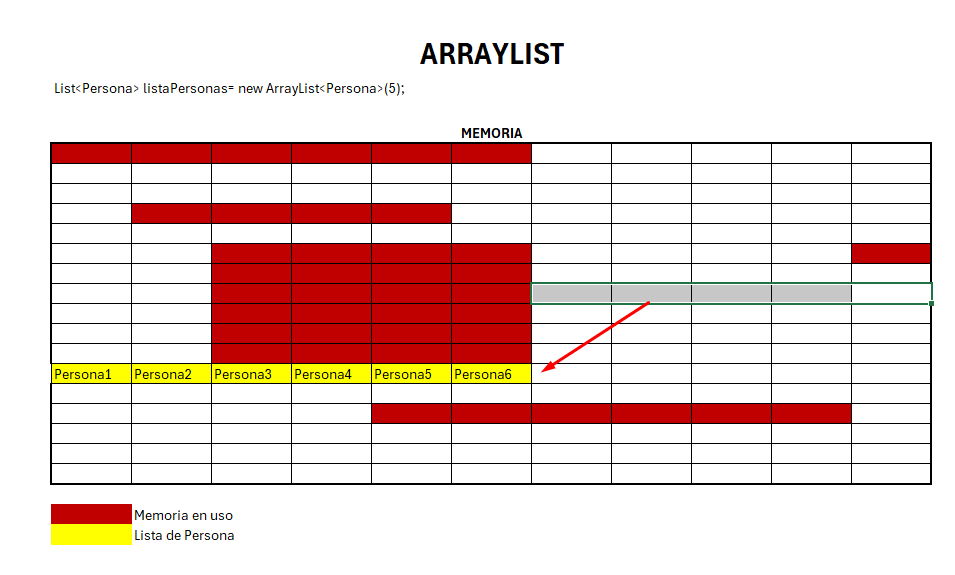 ARRAYLIST
List<Persona> listaPersonas= new ArrayList<Persona>(5);
MEMORIA
Persona1 Persona2 Persona3 Persona4 Persona5 Persona6
Memoria en uso
Lista de Persona